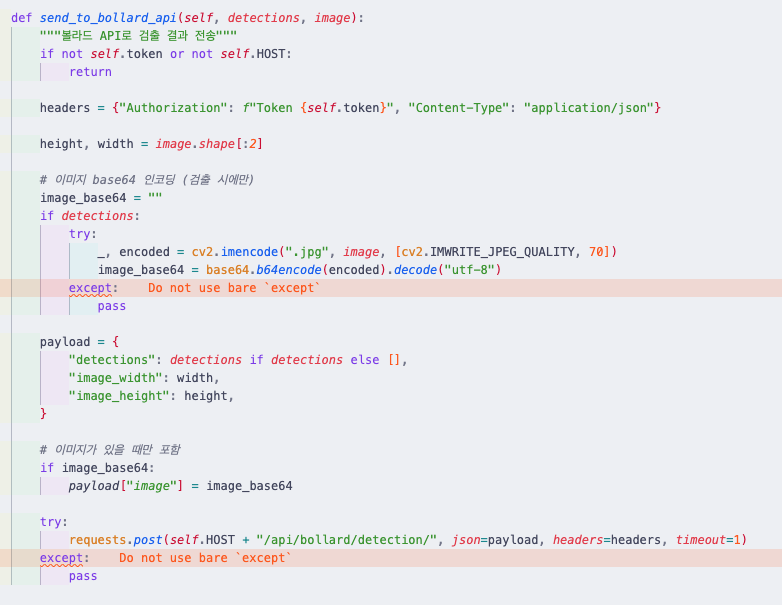 def send_to_bollard_api(self, detections, image):
    """볼라드 API로 검출 결과 전송"""
    if not self.token or not self.HOST:
        return

    headers = {"Authorization": f"Token {self.token}", "Content-Type": "application/json"}

    height, width = image.shape[:2]

    # 이미지 base64 인코딩 (검출 시에만)
    image_base64 = ""
    if detections:
        try:
            _, encoded = cv2.imencode(".jpg", image, [cv2.IMWRITE_JPEG_QUALITY, 70])
            image_base64 = base64.b64encode(encoded).decode("utf-8")
        except:    Do not use bare `except`
            pass

    payload = {
        "detections": detections if detections else [],
        "image_width": width,
        "image_height": height,
    }

    # 이미지가 있을 때만 포함
    if image_base64:
        payload["image"] = image_base64

    try:
        requests.post(self.HOST + "/api/bollard/detection/", json=payload, headers=headers, timeout=1)
    except:    Do not use bare `except`
        pass